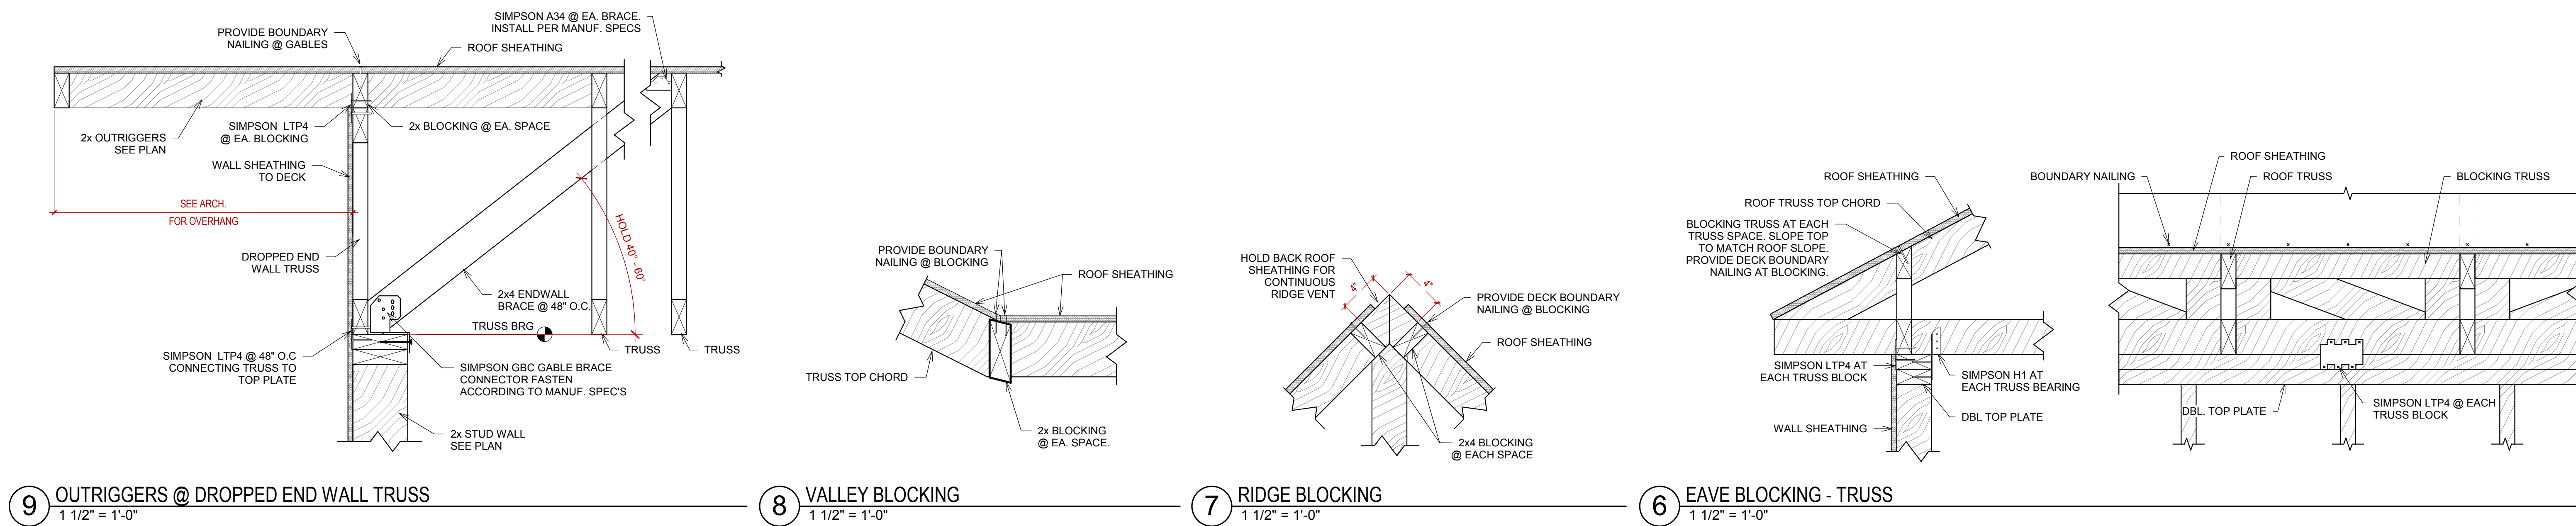 SIMPSON A34 @ EA. BRACE.
INSTALL PER MANUF. SPECS
PROVIDE BOUNDARY
NAILING @ GABLES
ROOF SHEATHING
2x OUTRIGGERS
SEE PLAN
SIMPSON LTP4
@ EA. BLOCKING
2x BLOCKING @ EA. SPACE
WALL SHEATHING
TO DECK
SEE ARCH.
FOR OVERHANG
HOLD 40° - 60°
DROPPED END
WALL TRUSS
2x4 ENDWALL
BRACE @ 48" O.C.
TRUSS BRG
TRUSS
TRUSS
SIMPSON LTP4 @ 48" O.C
CONNECTING TRUSS TO
TOP PLATE
SIMPSON GBC GABLE BRACE
CONNECTOR FASTEN
ACCORDING TO MANUF. SPEC'S
2x STUD WALL
SEE PLAN
9
OUTRIGGERS @ DROPPED END WALL TRUSS
1 1/2" = 1'-0"
PROVIDE BOUNDARY
NAILING @ BLOCKING
ROOF SHEATHING
TRUSS TOP CHORD
2x BLOCKING
@ EA. SPACE.
8
VALLEY BLOCKING
1 1/2" = 1'-0"
HOLD BACK ROOF
SHEATHING FOR
CONTINUOUS
RIDGE VENT
4"
4"
PROVIDE DECK BOUNDARY
NAILING @ BLOCKING
ROOF SHEATHING
2x4 BLOCKING
@ EACH SPACE
7
RIDGE BLOCKING
1 1/2" = 1'-0"
ROOF SHEATHING
ROOF TRUSS TOP CHORD
BLOCKING TRUSS AT EACH
TRUSS SPACE. SLOPE TOP
TO MATCH ROOF SLOPE.
PROVIDE DECK BOUNDARY
NAILING AT BLOCKING.
SIMPSON LTP4 AT
EACH TRUSS BLOCK
SIMPSON H1 AT
EACH TRUSS BEARING
DBL TOP PLATE
WALL SHEATHING
BOUNDARY NAILING
ROOF SHEATHING
ROOF TRUSS
BLOCKING TRUSS
DBL. TOP PLATE
SIMPSON LTP4 @ EACH
TRUSS BLOCK
6
EAVE BLOCKING - TRUSS
1 1/2" = 1'-0"